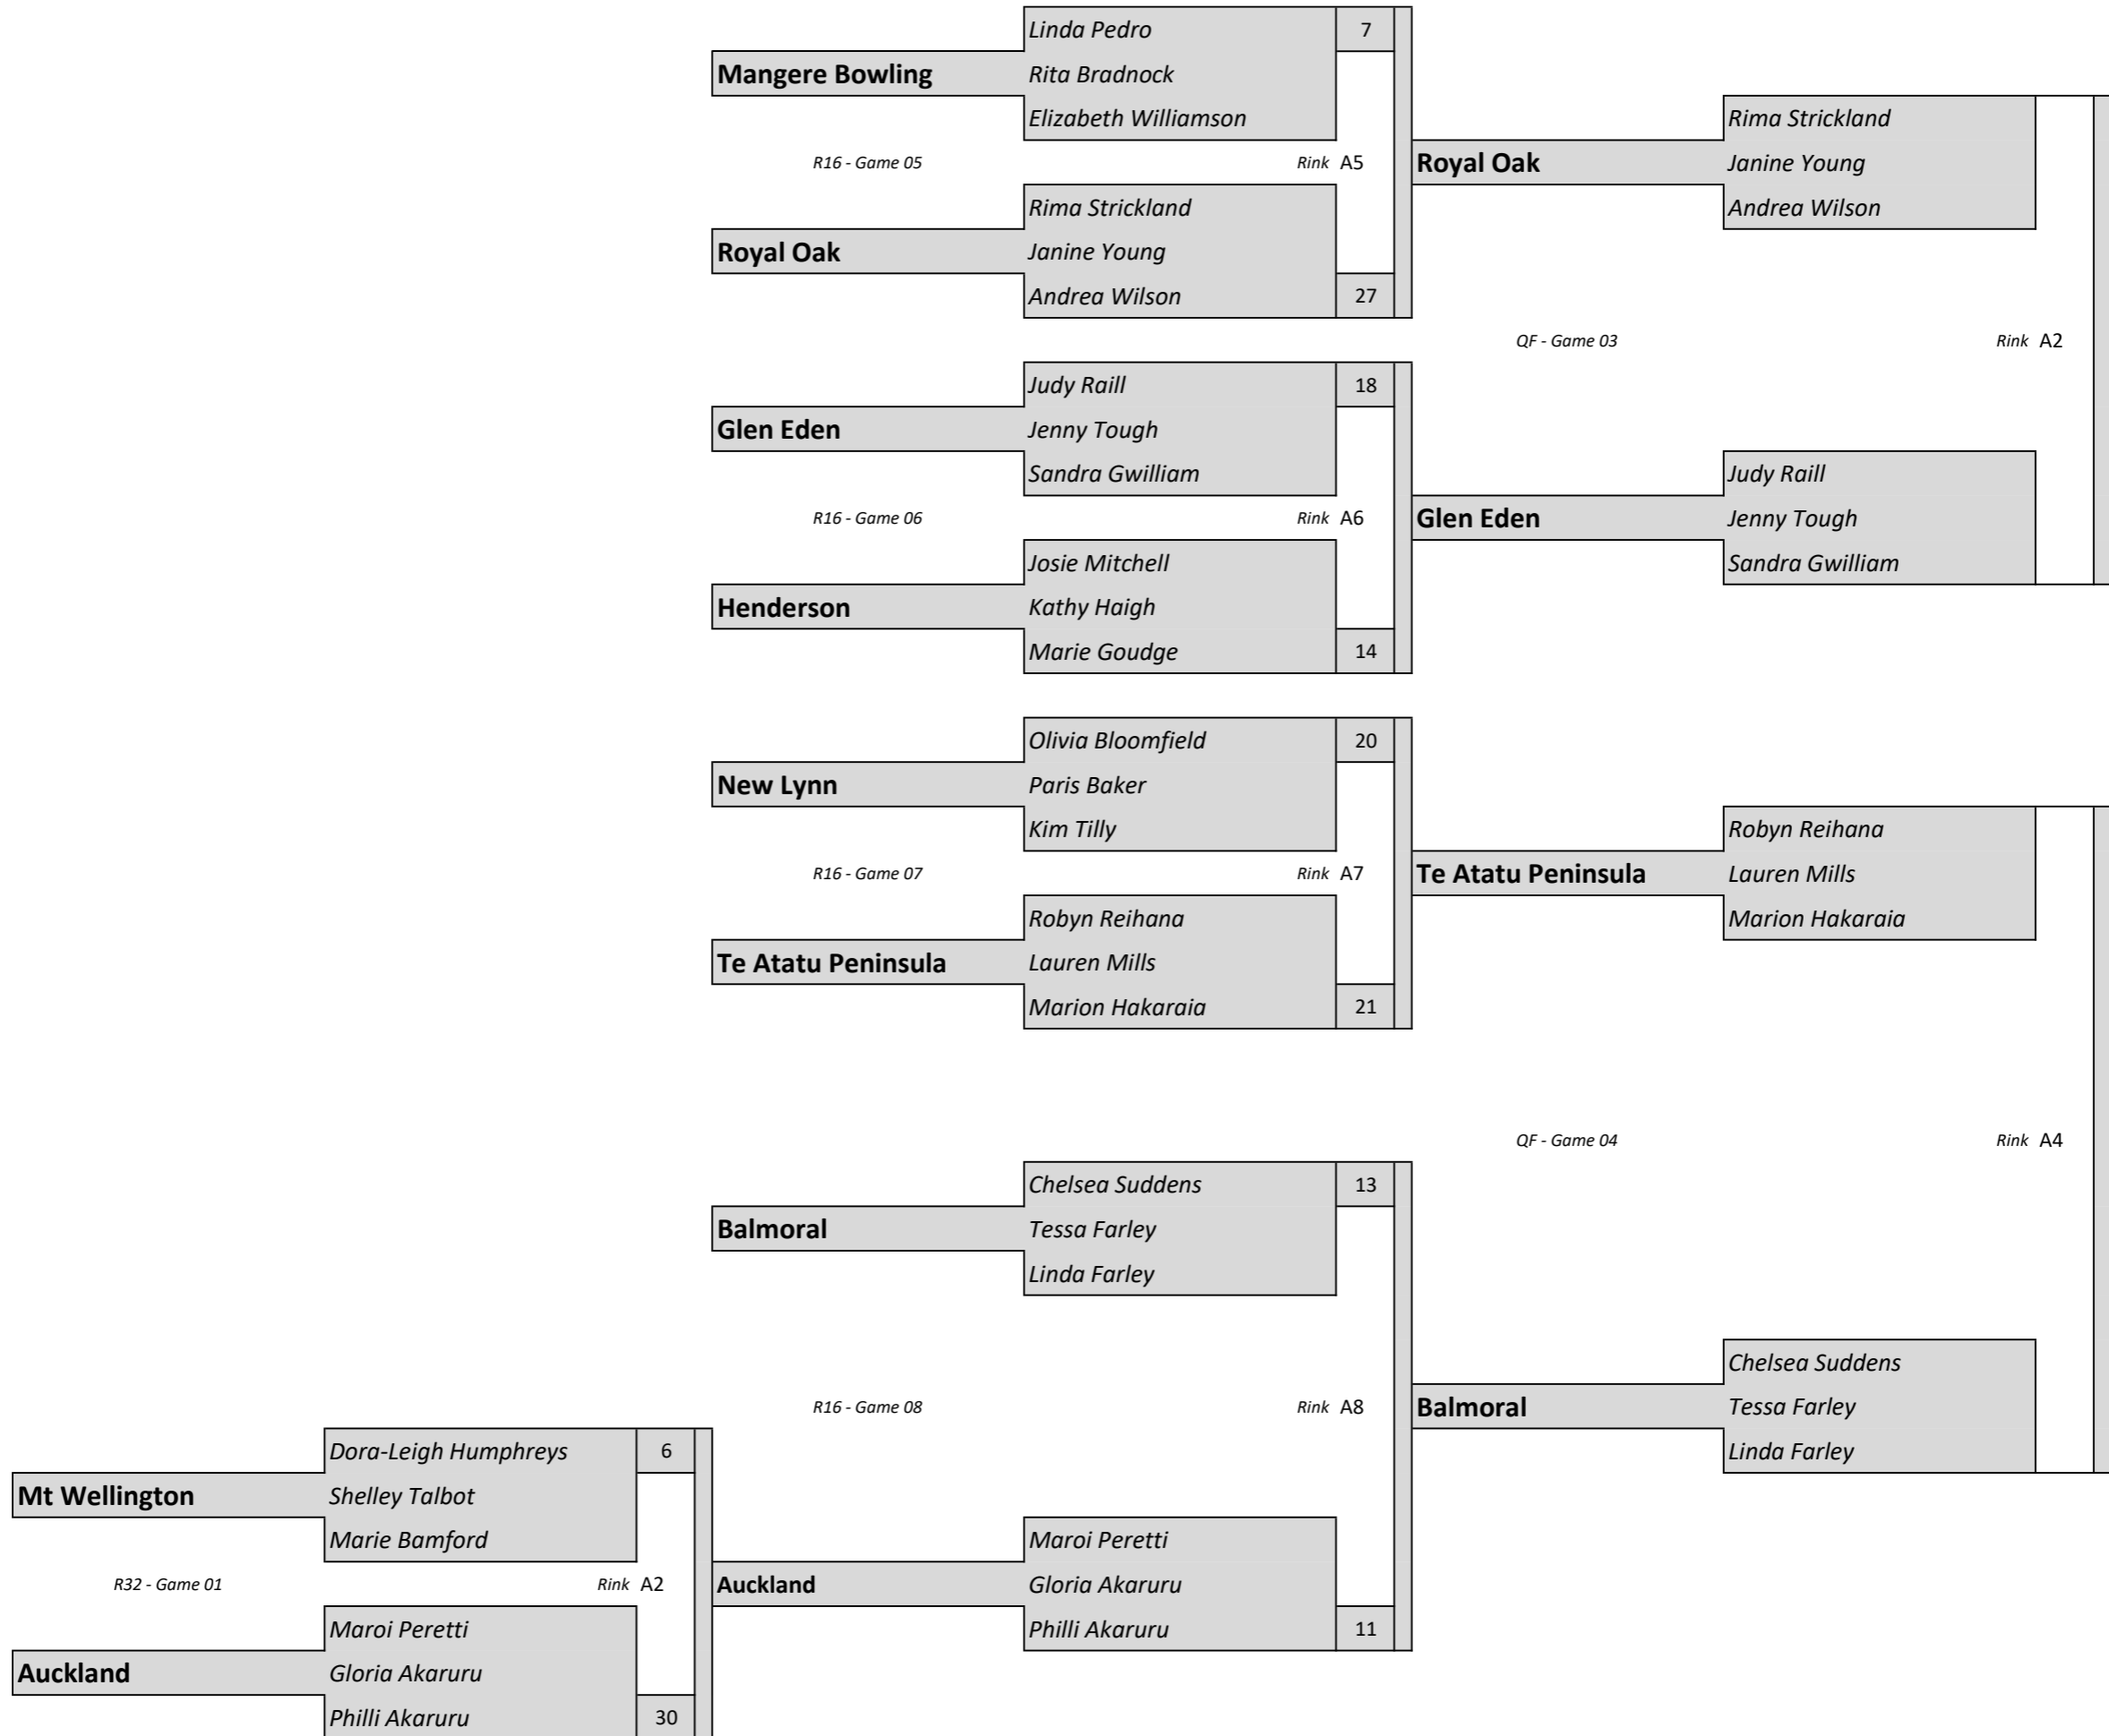 Linda Pedro 7
Mangere Bowling Rita Bradnock
Elizabeth Williamson
Rima Strickland
R16 - Game 05 Rink A5 Royal Oak Janine Young
Rima Strickland Andrea Wilson
Royal Oak Janine Young
Andrea Wilson 27
QF - Game 03 Rink A2
Judy Raill 18
Glen Eden Jenny Tough
Sandra Gwilliam Judy Raill
R16 - Game 06 Rink A6 Glen Eden Jenny Tough
Josie Mitchell Sandra Gwilliam
Henderson Kathy Haigh
Marie Goudge 14
Olivia Bloomfield 20
New Lynn Paris Baker
Kim Tilly Robyn Reihana
R16 - Game 07 Rink A7 Te Atatu Peninsula Lauren Mills
Robyn Reihana Marion Hakaraia
Te Atatu Peninsula Lauren Mills
Marion Hakaraia 21
QF - Game 04 Rink A4
Chelsea Suddens 13
Balmoral Tessa Farley
Linda Farley
Chelsea Suddens
R16 - Game 08 Rink A8 Balmoral Tessa Farley
Dora-Leigh Humphreys 6 Linda Farley
Mt Wellington Shelley Talbot
Marie Bamford Maroi Peretti
R32 - Game 01 Rink A2 Auckland Gloria Akaruru
Maroi Peretti Philli Akaruru 11
Auckland Gloria Akaruru
Philli Akaruru 30